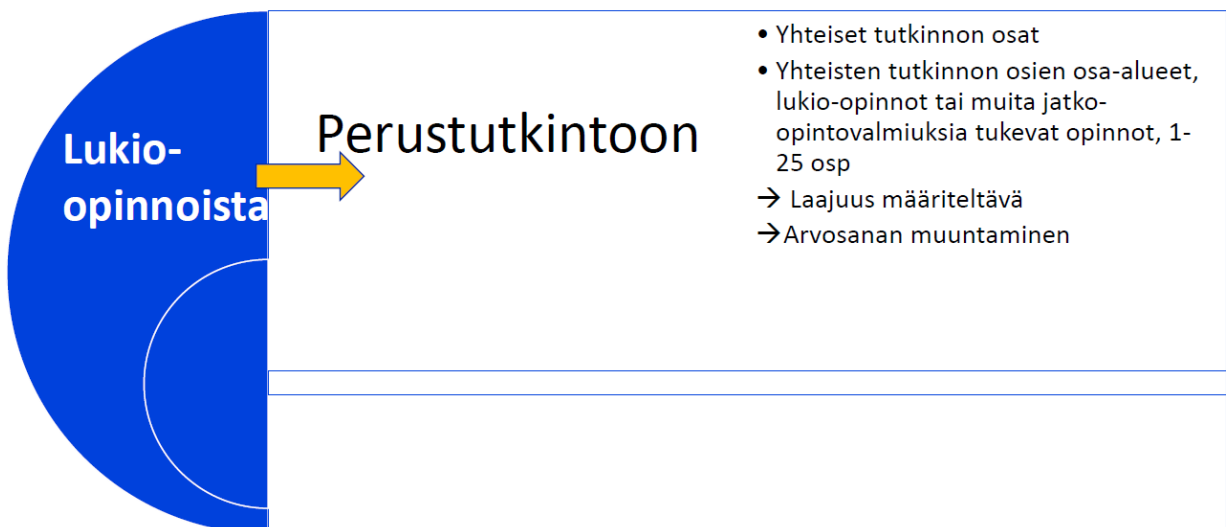 Lukio-
opinnoista
Perustutkintoon
• Yhteiset tutkinnon osat
• Yhteisten tutkinnon osien osa-alueet,
lukio-opinnot tai muita jatko-
opintovalmiuksia tukevat opinnot, 1-
25 osp
→ Laajuus määriteltävä
→Arvosanan muuntaminen